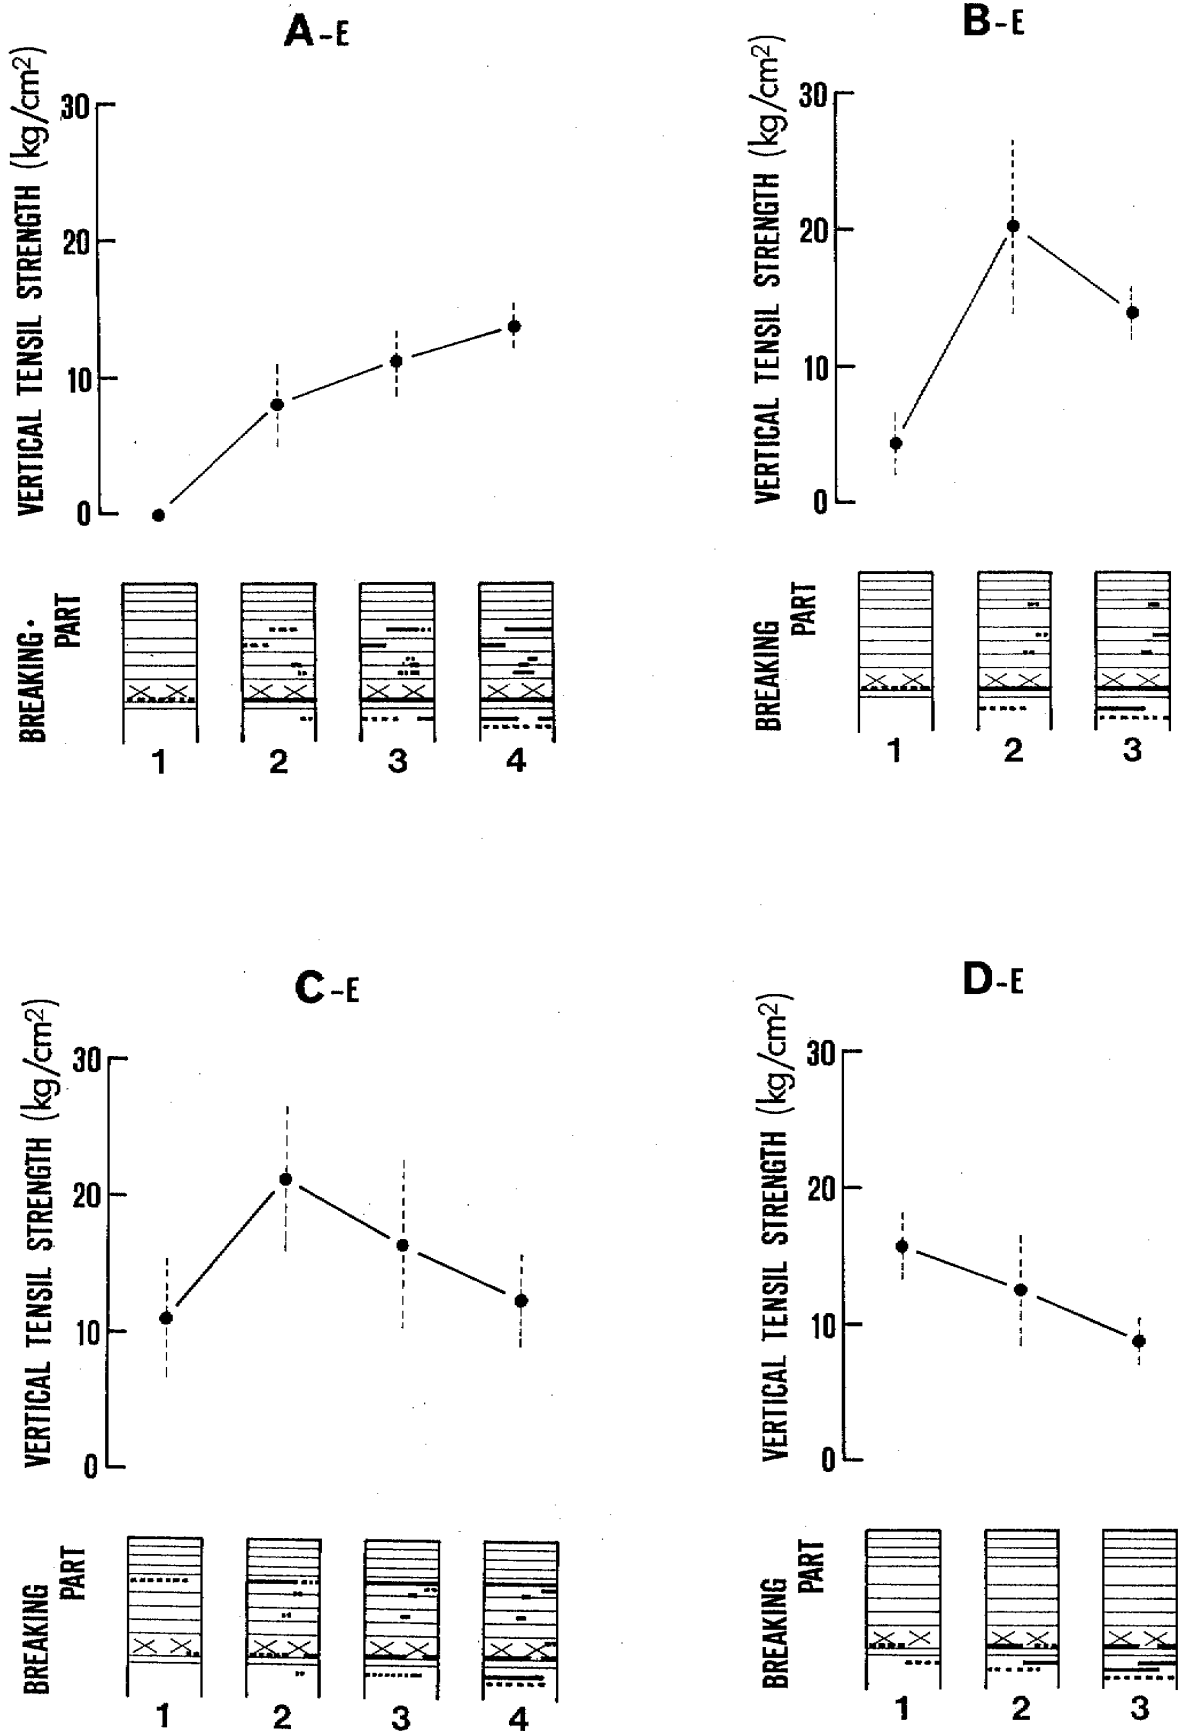 A-E
VERTICAL TENSIL STRENGTH (kg/cm²)
30
20
10
0
BREAKING·
PART
1 2 3 4
B-E
VERTICAL TENSIL STRENGTH (kg/cm²)
30
20
10
0
BREAKING
PART
1 2 3
C-E
VERTICAL TENSIL STRENGTH (kg/cm²)
30
20
10
0
BREAKING
PART
1 2 3 4
D-E
VERTICAL TENSIL STRENGTH (kg/cm²)
30
20
10
0
BREAKING
PART
1 2 3